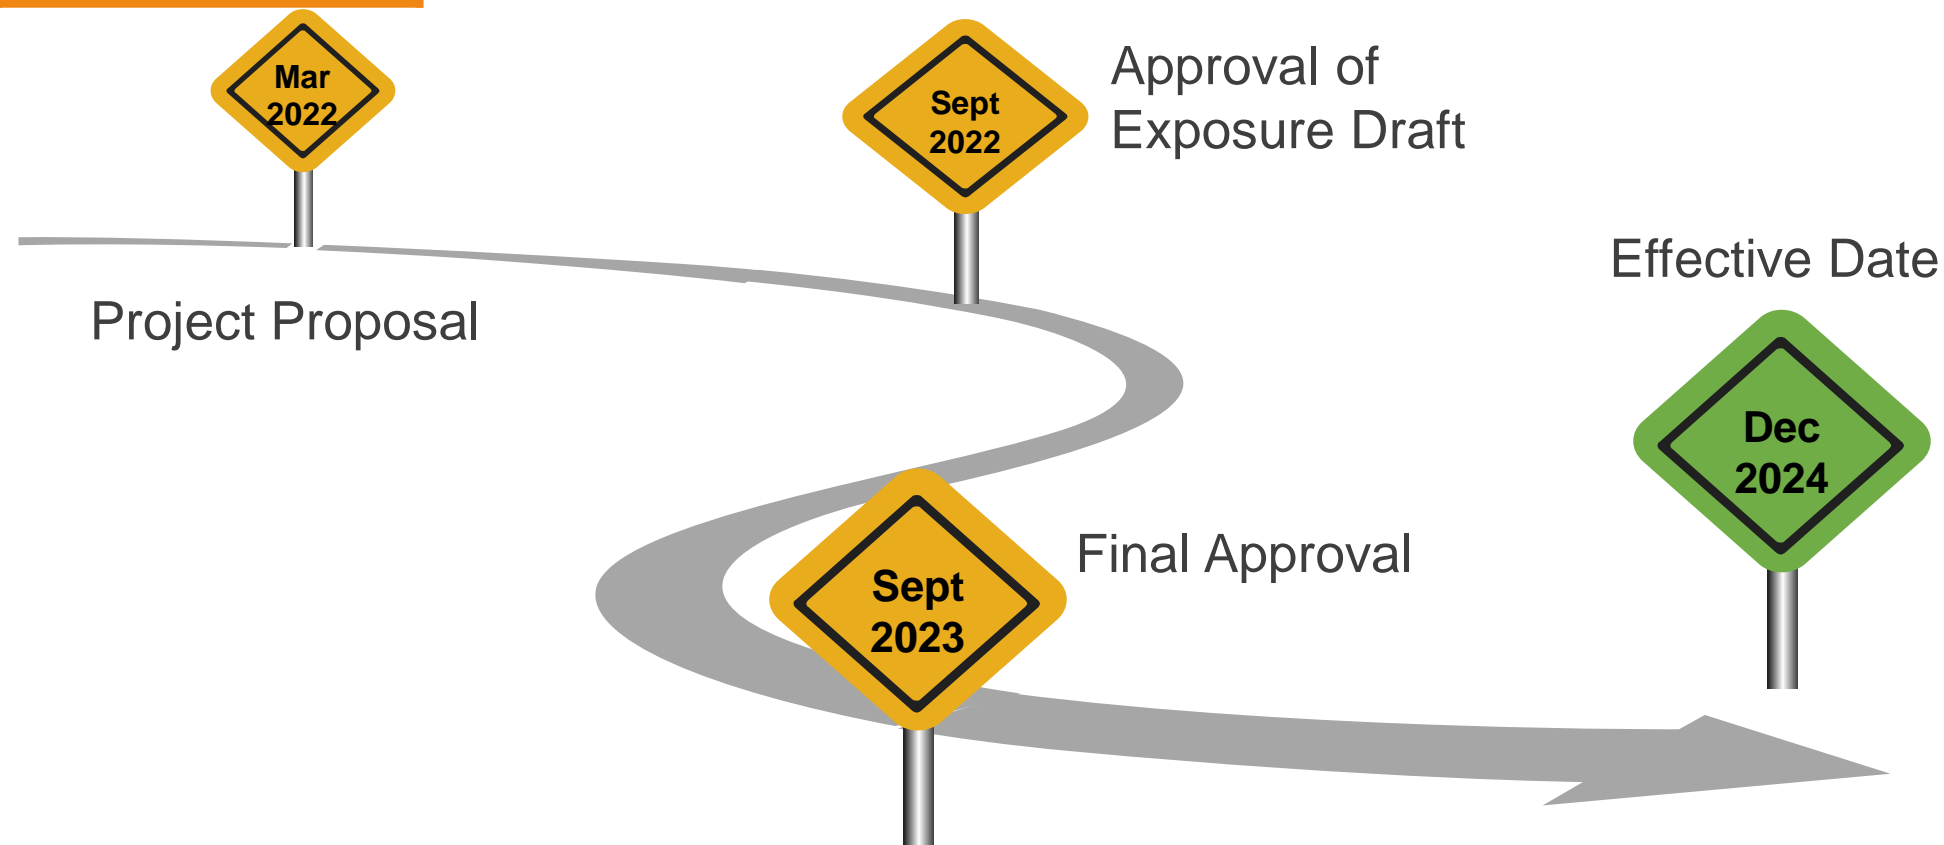 Mar
2022
Project Proposal
Sept
2022
Approval of
Exposure Draft
Sept
2023
Final Approval
Effective Date
Dec
2024